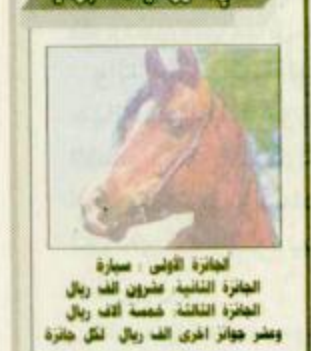 الجائزة الأولى : سيارة
الجائزة الثانية: عشرون الف ريال
الجائزة الثالثة: خمسة آلاف ريال
وعشر جوائز اخرى الف ريال لكل جائزة